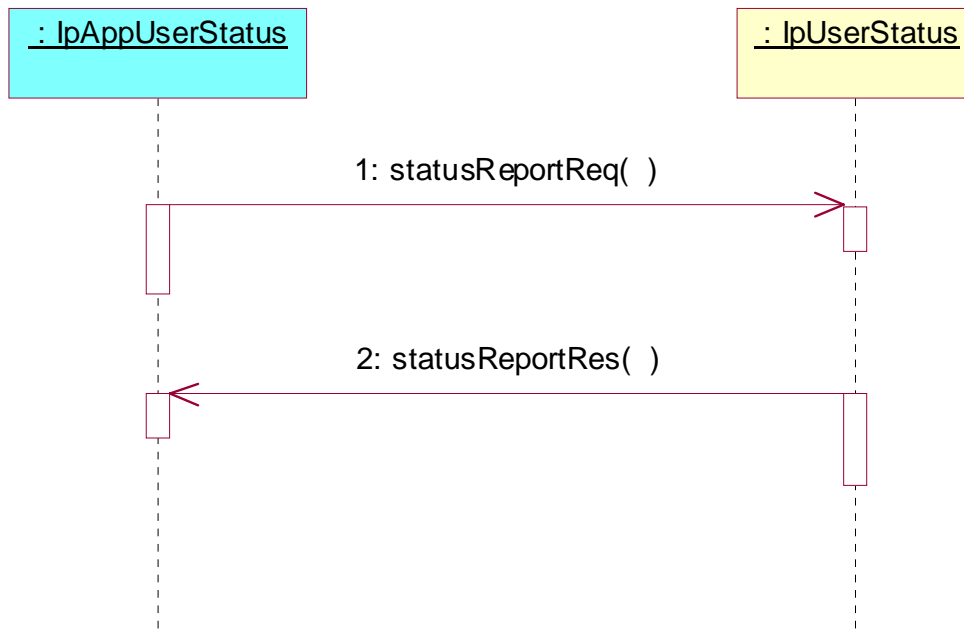 : IpAppUserStatus
: IpUserStatus
1: statusReportReq( )
2: statusReportRes( )